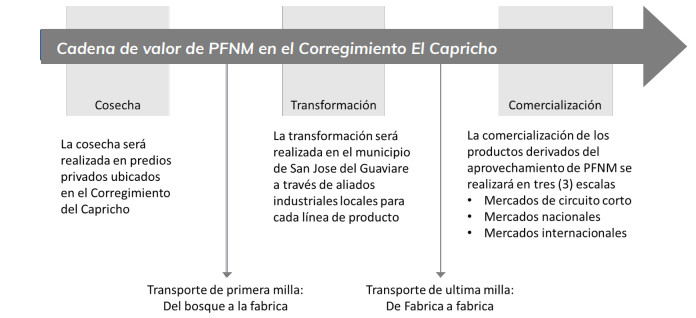 Cadena de valor de PFNM en el Corregimiento El Capricho
Cosecha
Transformación
Comercialización
La cosecha será
realizada en predios
privados ubicados
en el Corregimiento
del Capricho
La transformación será
realizada en el municipio
de San Jose del Guaviare
a través de aliados
industriales locales para
cada línea de producto
La comercialización de los
productos derivados del
aprovechamiento de PFNM se
realizará en tres (3) escalas
• Mercados de circuito corto
• Mercados nacionales
• Mercados internacionales
Transporte de primera milla:
Del bosque a la fabrica
Transporte de ultima milla:
De Fabrica a fabrica